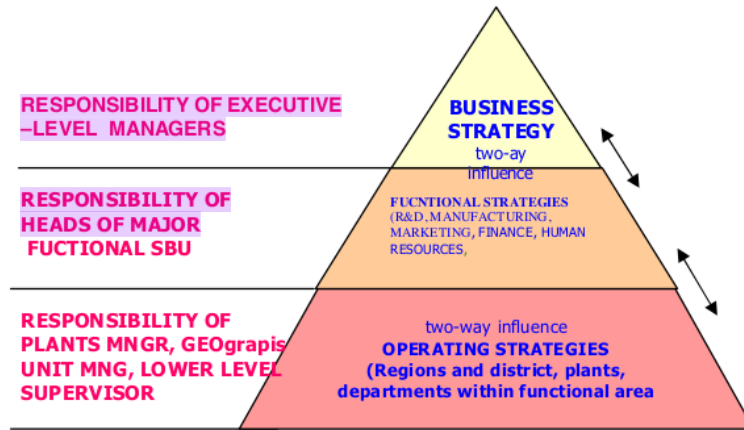 RESPONSIBILITY OF EXECUTIVE
–LEVEL MANAGERS
BUSINESS
STRATEGY
two-ay
influence
RESPONSIBILITY OF
HEADS OF MAJOR
FUCTIONAL SBU
FUCNTIONAL STRATEGIES
(R&D,MANUFACTURING,
MARKETING, FINANCE, HUMAN
RESOURCES,
RESPONSIBILITY OF
PLANTS MNGR, GEOgrapis
UNIT MNG, LOWER LEVEL
SUPERVISOR
two-way influence
OPERATING STRATEGIES
(Regions and district, plants,
departments within functional area